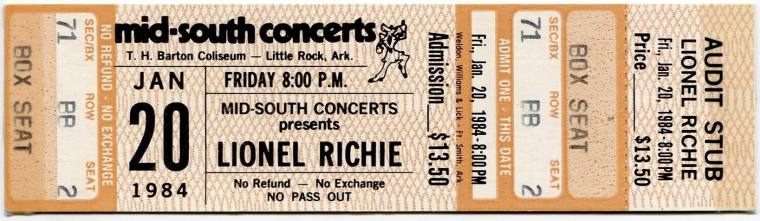 BOX SEAT
SEC/BX ROW SEAT
71 BB 2
NO REFUND - NO EXCHANGE
mid-south concerts
T. H. Barton Coliseum — Little Rock, Ark.
JAN
20
1984
FRIDAY 8:00 P.M.
MID-SOUTH CONCERTS
presents
LIONEL RICHIE
No Refund — No Exchange
NO PASS OUT
Admission__$13.50
Weldon, Williams & Lick - Ft. Smith, Ark
Fri., Jan. 20, 1984-8:00 PM
ADMIT ONE - THIS DATE
SEC/BX ROW SEAT
71 BB 2
BOX SEAT
Price ___ $13.50
Fri., Jan. 20, 1984-8:00 PM
LIONEL RICHIE
AUDIT STUB